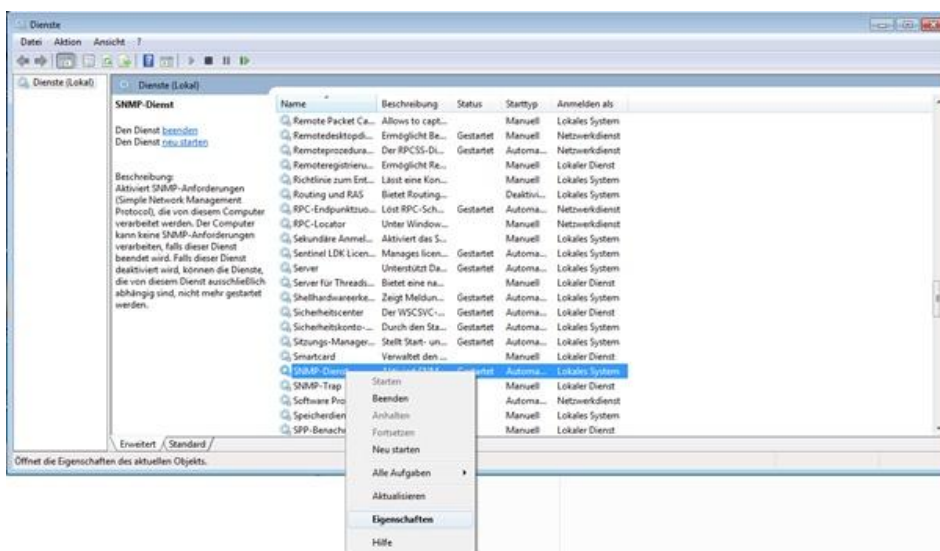 Dienste
Datei Aktion Ansicht ?
Dienste (Lokal)
Dienste (Lokal)
SNMP-Dienst
Den Dienst beenden
Den Dienst neu starten
Beschreibung:
Aktiviert SNMP-Anforderungen
(Simple Network Management
Protocol), die von diesem Computer
verarbeitet werden. Der Computer
kann keine SNMP-Anforderungen
verarbeiten, falls dieser Dienst
beendet wird. Falls dieser Dienst
deaktiviert wird, können die Dienste,
die von diesem Dienst ausschließlich
abhängig sind, nicht mehr gestartet
werden.
Name Beschreibung Status Starttyp Anmelden als
Remote Packet Ca... Allows to capt... Manuell Lokales System
Remotedesktopdi... Ermöglicht Be... Gestartet Manuell Netzwerkdienst
Remoteprozedura... Der RPCSS-Di... Gestartet Automa... Netzwerkdienst
Remoteregistrieru... Ermöglicht Re... Manuell Lokaler Dienst
Richtlinie zum Ent... Lässt eine Kon... Manuell Lokales System
Routing und RAS Bietet Routing... Deaktivi... Lokales System
RPC-Endpunktzuo... Löst RPC-Sch... Gestartet Automa... Netzwerkdienst
RPC-Locator Unter Window... Manuell Netzwerkdienst
Sekundäre Anmel... Aktiviert das S... Manuell Lokales System
Sentinel LDK Licen... Manages licen... Gestartet Automa... Lokales System
Server Unterstützt Da... Gestartet Automa... Lokales System
Server für Threads... Bietet eine na... Manuell Lokaler Dienst
Shellhardwareerke... Zeigt Meldun... Gestartet Automa... Lokales System
Sicherheitscenter Der WSCSVC-... Gestartet Automa... Lokaler Dienst
Sicherheitskonto-... Durch den Sta... Gestartet Automa... Lokales System
Sitzungs-Manager... Stellt Start- un... Gestartet Automa... Lokales System
Smartcard Verwaltet den ... Manuell Lokaler Dienst
SNMP-Dienst Automa... Lokales System
SNMP-Trap Manuell Lokaler Dienst
Software Pro Automa... Netzwerkdienst
Speicherdien Manuell Lokales System
SPP-Benach Manuell Lokaler Dienst
Starten
Beenden
Anhalten
Fortsetzen
Neu starten
Alle Aufgaben
Aktualisieren
Eigenschaften
Hilfe
Erweitert Standard
Öffnet die Eigenschaften des aktuellen Objekts.